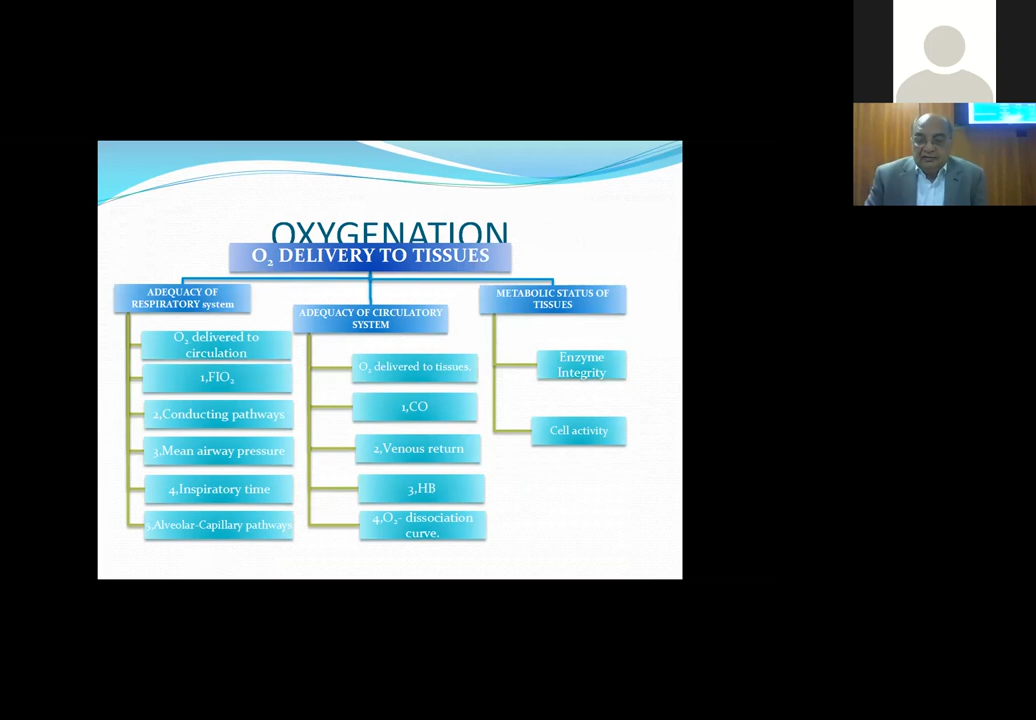 OXYGENATION
O₂ DELIVERY TO TISSUES
ADEQUACY OF
RESPIRATORY system
O₂ delivered to
circulation
1,FIO₂
2,Conducting pathways
3,Mean airway pressure
4,Inspiratory time
5,Alveolar-Capillary pathways
ADEQUACY OF CIRCULATORY
SYSTEM
O₂ delivered to tissues.
1,CO
2,Venous return
3,HB
4,O₂- dissociation
curve.
METABOLIC STATUS OF
TISSUES
Enzyme
Integrity
Cell activity